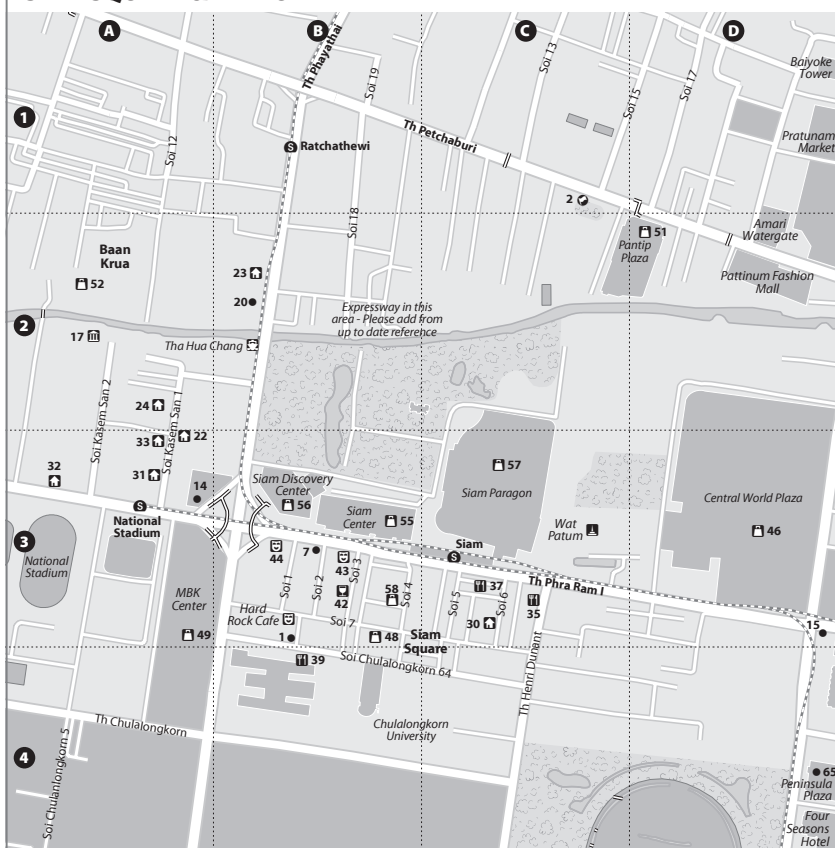 A
B
C
D
1
2
3
4
Th Phayathai
Soi 19
Soi 13
Soi 15
Soi 17
Baiyoke
Tower
Soi 12
Th Petchaburi
Ratchathewi
Pratunam
Market
2
Soi 18
51
Pantip
Plaza
Amari
Watergate
Baan
Krua
52
23
20
Pattinum Fashion
Mall
Expressway in this
area - Please add from
up to date reference
17
Tha Hua Chang
Soi Kasem San 2
Soi Kasem San 1
24
33
22
31
32
14
Siam Discovery
Center
56
Siam
Center
55
57
Siam Paragon
Central World Plaza
46
Wat
Patum
National
Stadium
National
Stadium
Siam
44
7
43
Soi 1
Soi 2
Soi 3
42
58
Soi 4
Soi 5
37
Soi 6
Th Phra Ram I
35
MBK
Center
49
Hard
Rock Cafe
1
Soi 7
48
Siam
Square
30
15
39
Soi Chulalongkorn 64
Th Henri Dunant
Th Chulalongkorn
Chulalongkorn
University
Soi Chulanlongkorn 5
65
Peninsula
Plaza
Four
Seasons
Hotel